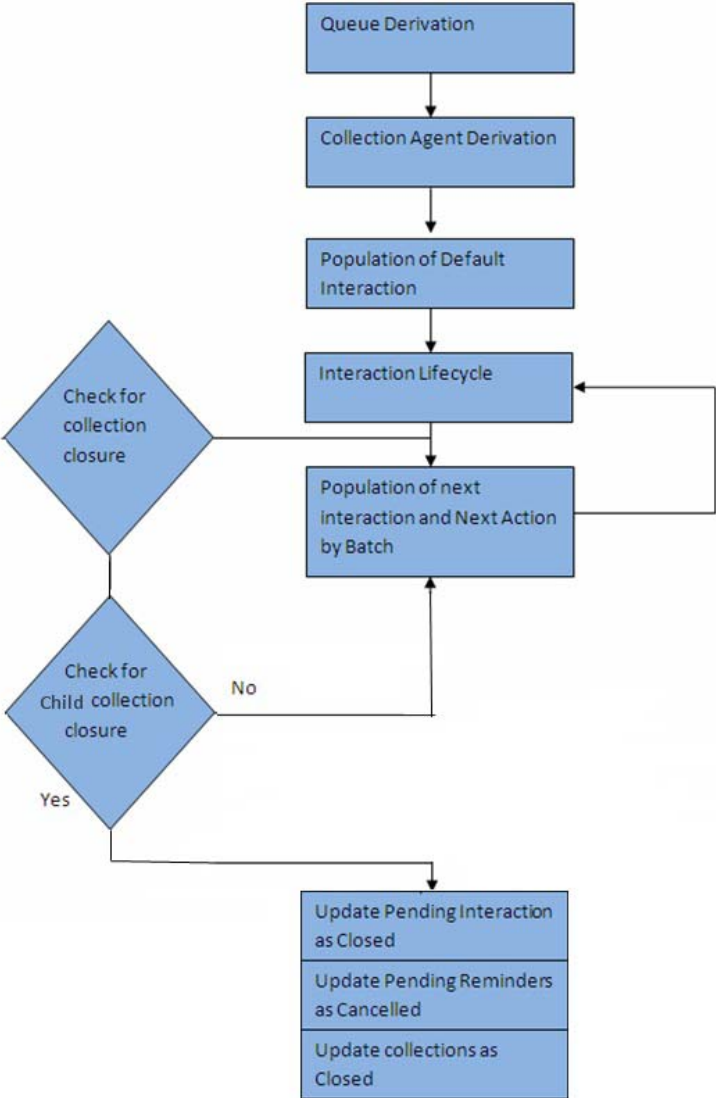 Queue Derivation
Collection Agent Derivation
Population of Default
Interaction
Interaction Lifecycle
Check for
collection
closure
Population of next
interaction and Next Action
by Batch
Check for
Child collection
closure
No
Yes
Update Pending Interaction
as Closed
Update Pending Reminders
as Cancelled
Update collections as
Closed